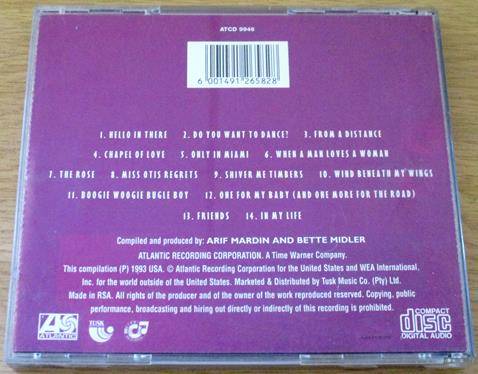 ATCD 9946
6 001491 265828
1. HELLO IN THERE 2. DO YOU WANT TO DANCE? 3. FROM A DISTANCE
4. CHAPEL OF LOVE 5. ONLY IN MIAMI 6. WHEN A MAN LOVES A WOMAN
7. THE ROSE 8. MISS OTIS REGRETS 9. SHIVER ME TIMBERS 10. WIND BENEATH MY WINGS
11. BOOGIE WOOGIE BUGLE BOY 12. ONE FOR MY BABY (AND ONE MORE FOR THE ROAD)
13. FRIENDS 14. IN MY LIFE
Compiled and produced by: ARIF MARDIN AND BETTE MIDLER
ATLANTIC RECORDING CORPORATION. A Time Warner Company.
This compilation (P) 1993 USA. © Atlantic Recording Corporation for the United States and WEA International,
Inc. for the world outside of the United States. Marketed & Distributed by Tusk Music Co. (Pty) Ltd.
Made in RSA. All rights of the producer and of the owner of the work reproduced reserved. Copying, public
performance, broadcasting and hiring out directly or indirectly of this recording is prohibited.
ATLANTIC
TUSK
COMPACT
disc
DIGITAL AUDIO